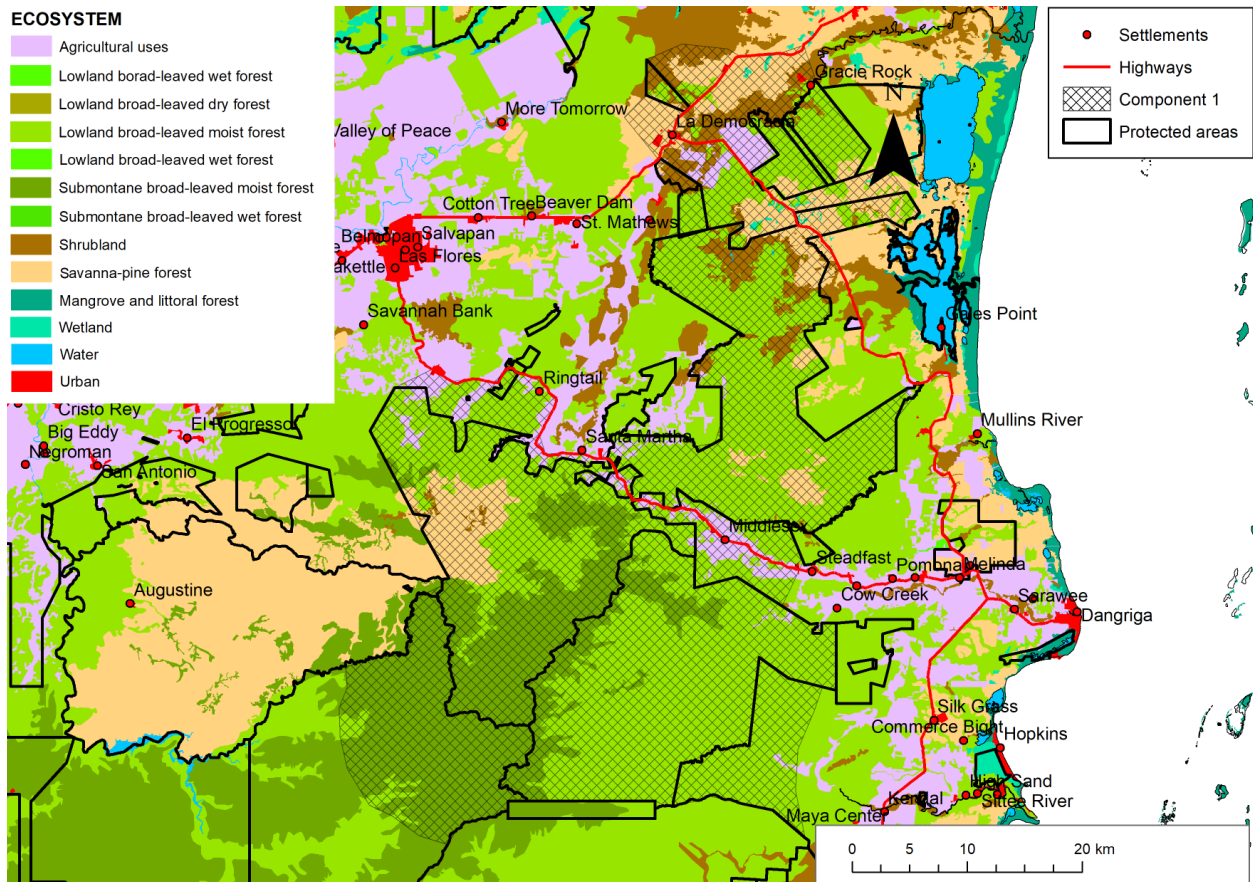 ECOSYSTEM
Agricultural uses
Lowland borad-leaved wet forest
Lowland broad-leaved dry forest
Lowland broad-leaved moist forest
Lowland broad-leaved wet forest
Submontane broad-leaved moist forest
Submontane broad-leaved wet forest
Shrubland
Savanna-pine forest
Mangrove and littoral forest
Wetland
Water
Urban
Settlements
Highways
Component 1
Protected areas
N
Gracie Rock
More Tomorrow
Valley of Peace
La Democracia
Cotton Tree
Beaver Dam
St. Mathews
Belmopan
Salvapan
Las Flores
akettle
Savannah Bank
Gales Point
Ringtail
Cristo Rey
El Progresso
Big Eddy
Negroman
San Antonio
Santa Martha
Mullins River
Middlesex
Steadfast
Pomona
Melinda
Augustine
Cow Creek
Sarawee
Dangriga
Silk Grass
Commerce Bight
Hopkins
High Sand
Kendal
Sittee River
Maya Cente
0 5 10 20 km